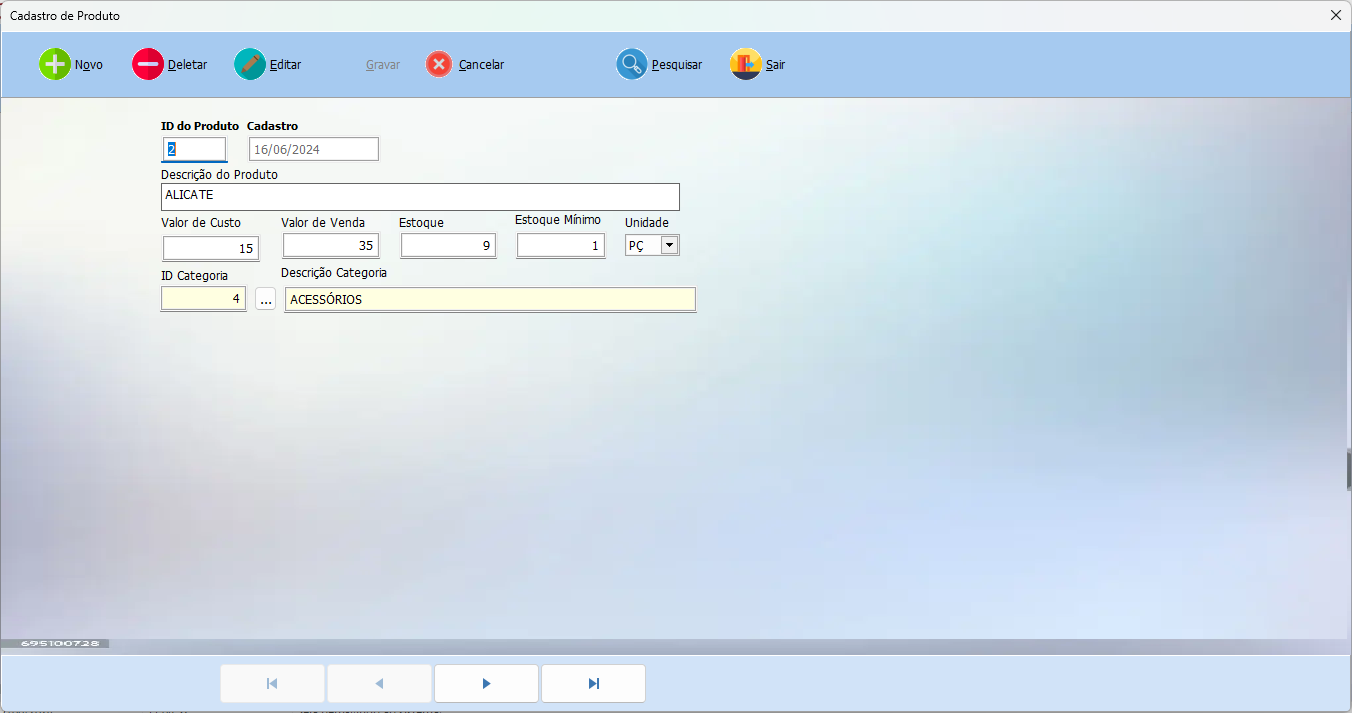 Cadastro de Produto
Novo Deletar Editar Gravar Cancelar Pesquisar Sair
ID do Produto Cadastro
2 16/06/2024
Descrição do Produto
ALICATE
Valor de Custo Valor de Venda Estoque Estoque Mínimo Unidade
15 35 9 1 PÇ
ID Categoria Descrição Categoria
4 ... ACESSÓRIOS
695100728